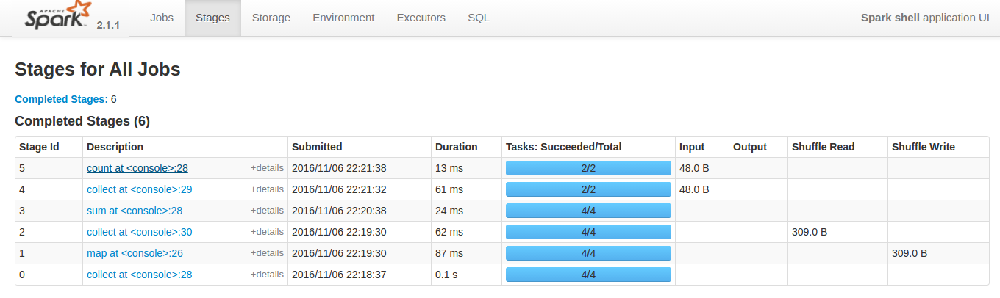 APACHE
Spark 2.1.1 Jobs Stages Storage Environment Executors SQL Spark shell application UI
Stages for All Jobs
Completed Stages: 6
Completed Stages (6)
Stage Id Description Submitted Duration Tasks: Succeeded/Total Input Output Shuffle Read Shuffle Write
5 count at <console>:28 +details 2016/11/06 22:21:38 13 ms 2/2 48.0 B
4 collect at <console>:29 +details 2016/11/06 22:21:32 61 ms 2/2 48.0 B
3 sum at <console>:28 +details 2016/11/06 22:20:38 24 ms 4/4
2 collect at <console>:30 +details 2016/11/06 22:19:30 62 ms 4/4 309.0 B
1 map at <console>:26 +details 2016/11/06 22:19:30 87 ms 4/4 309.0 B
0 collect at <console>:28 +details 2016/11/06 22:18:37 0.1 s 4/4